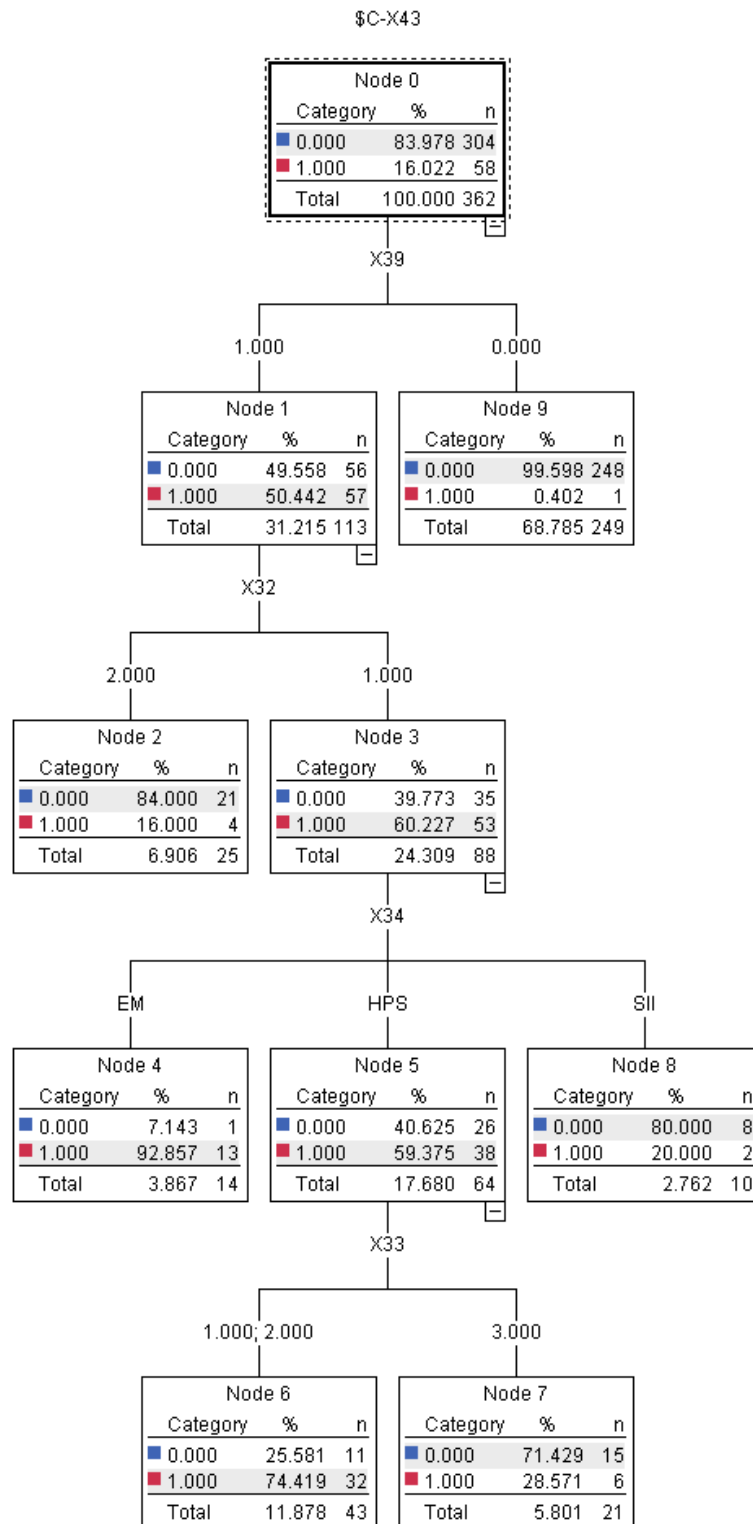 $C-X43
Node 0
Category % n
0.000 83.978 304
1.000 16.022 58
Total 100.000 362
X39
1.000 0.000
Node 1
Category % n
0.000 49.558 56
1.000 50.442 57
Total 31.215 113
Node 9
Category % n
0.000 99.598 248
1.000 0.402 1
Total 68.785 249
X32
2.000 1.000
Node 2
Category % n
0.000 84.000 21
1.000 16.000 4
Total 6.906 25
Node 3
Category % n
0.000 39.773 35
1.000 60.227 53
Total 24.309 88
X34
EM HPS SII
Node 4
Category % n
0.000 7.143 1
1.000 92.857 13
Total 3.867 14
Node 5
Category % n
0.000 40.625 26
1.000 59.375 38
Total 17.680 64
Node 8
Category % n
0.000 80.000 8
1.000 20.000 2
Total 2.762 10
X33
1.000; 2.000 3.000
Node 6
Category % n
0.000 25.581 11
1.000 74.419 32
Total 11.878 43
Node 7
Category % n
0.000 71.429 15
1.000 28.571 6
Total 5.801 21